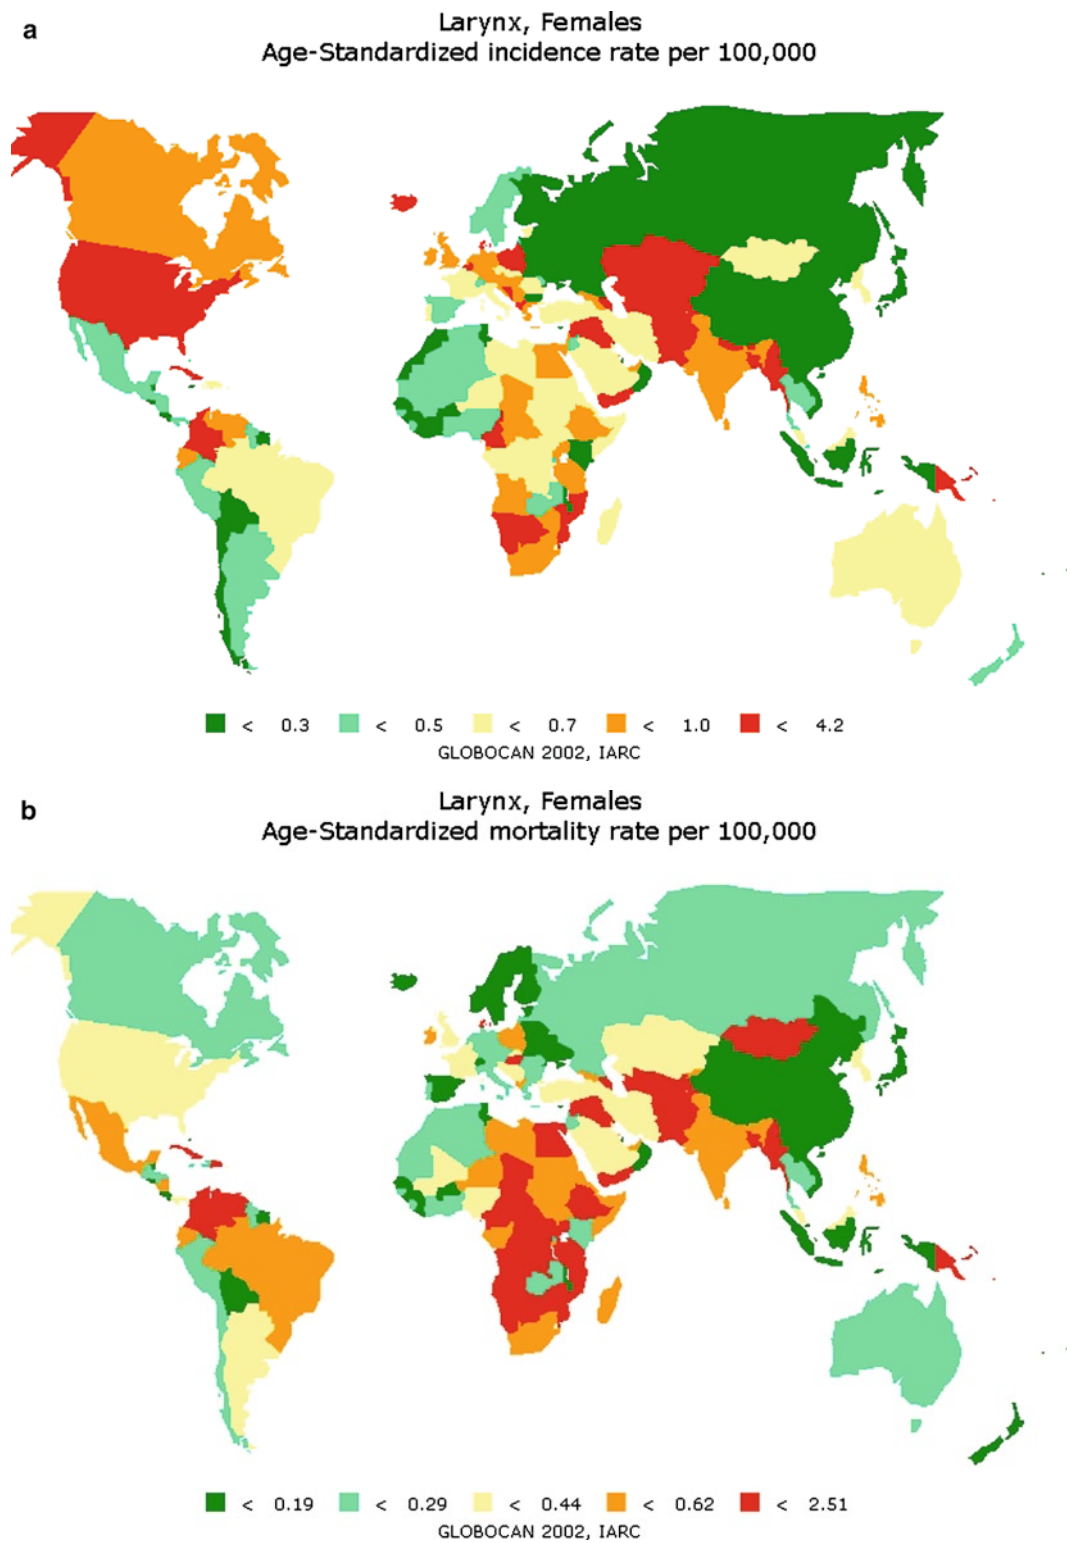 a
Larynx, Females
Age-Standardized incidence rate per 100,000
< 0.3 < 0.5 < 0.7 < 1.0 < 4.2
GLOBOCAN 2002, IARC
b
Larynx, Females
Age-Standardized mortality rate per 100,000
< 0.19 < 0.29 < 0.44 < 0.62 < 2.51
GLOBOCAN 2002, IARC